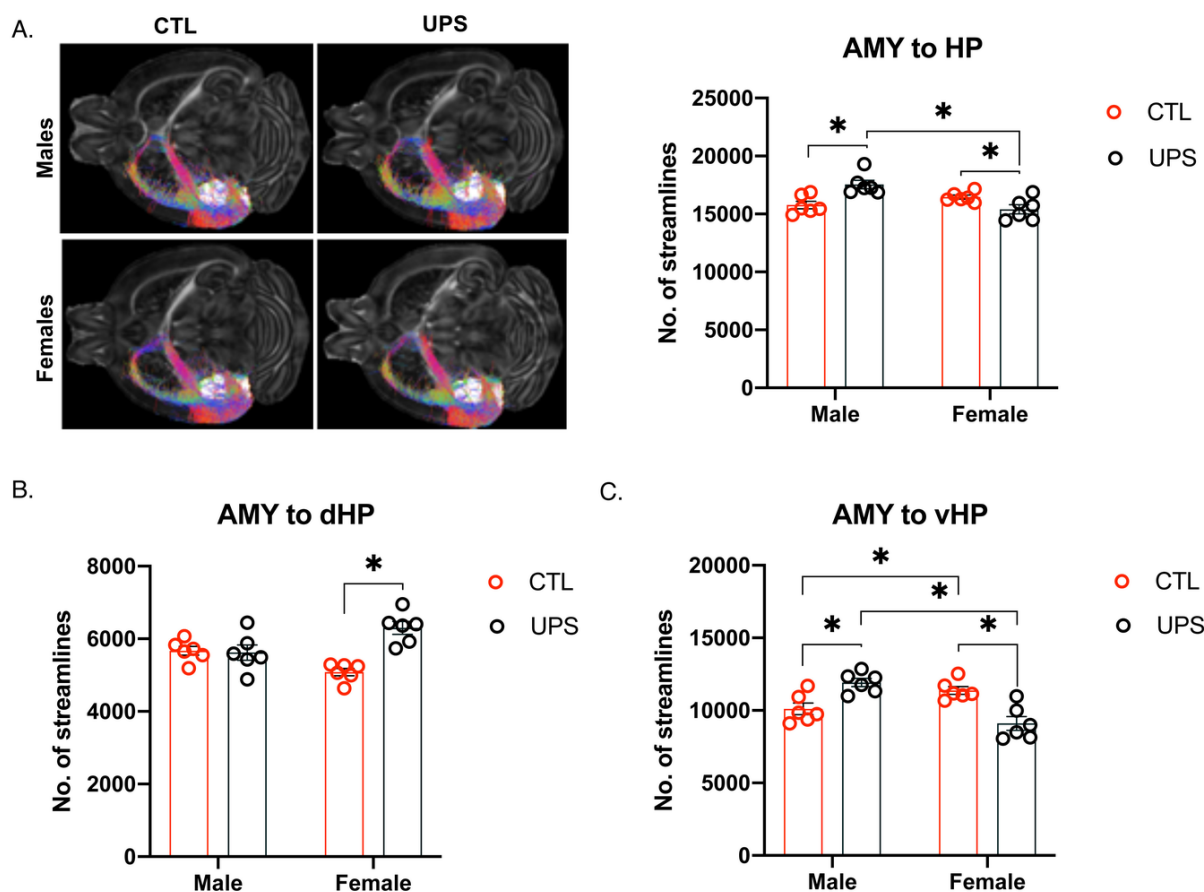 A.
CTL
UPS
Males
Females
AMY to HP
No. of streamlines
25000
20000
15000
10000
5000
0
* * *
Male
Female
CTL
UPS
B.
AMY to dHP
No. of streamlines
8000
6000
4000
2000
0
*
Male
Female
CTL
UPS
C.
AMY to vHP
No. of streamlines
20000
15000
10000
5000
0
*
*
* *
Male
Female
CTL
UPS